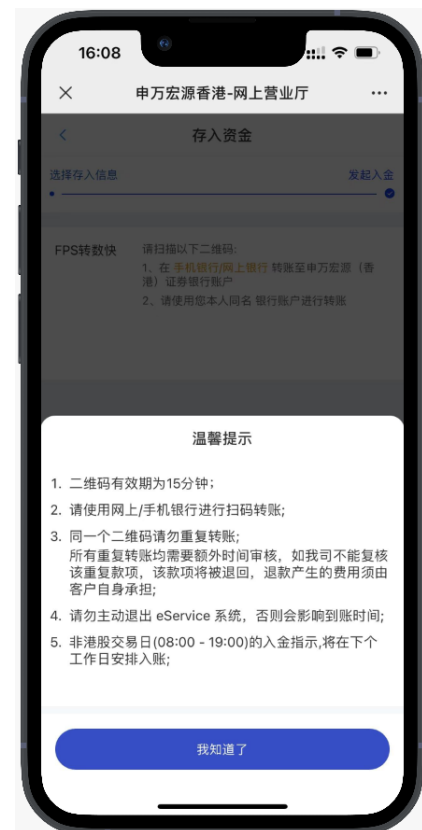 16:08
申万宏源香港-网上营业厅
存入资金
选择存入信息 发起入金
FPS转数快 请扫描以下二维码:
1、在 手机银行/网上银行 转账至申万宏源（香
港）证券银行账户
2、请使用您本人同名 银行账户进行转账
温馨提示
1. 二维码有效期为15分钟；
2. 请使用网上/手机银行进行扫码转账;
3. 同一个二维码请勿重复转账;
所有重复转账均需要额外时间审核，如我司不能复核
该重复款项，该款项将被退回，退款产生的费用须由
客户自身承担;
4. 请勿主动退出 eService 系统，否则会影响到账时间;
5. 非港股交易日(08:00 - 19:00)的入金指示,将在下个
工作日安排入账;
我知道了